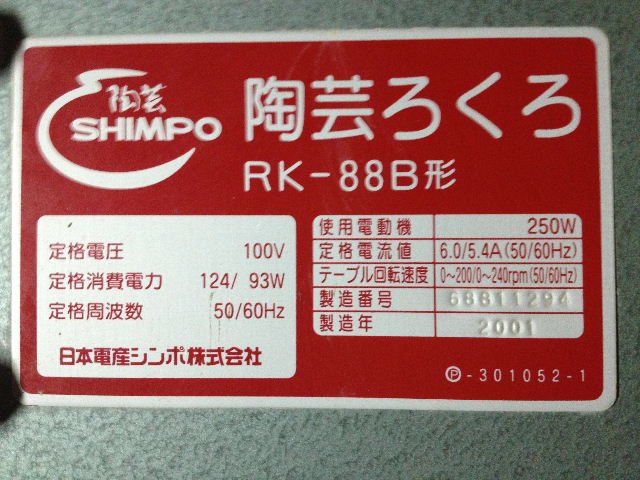 陶芸
SHIMPO
陶芸ろくろ
RK-88B形
定格電圧 100V
定格消費電力 124/ 93W
定格周波数 50/60Hz
日本電産シンポ株式会社
使用電動機 250W
定格電流値 6.0/5.4A(50/60Hz)
テーブル回転速度 0~200/0~240rpm(50/60Hz)
製造番号 68811294
製造年 2001
Ⓟ-301052-1